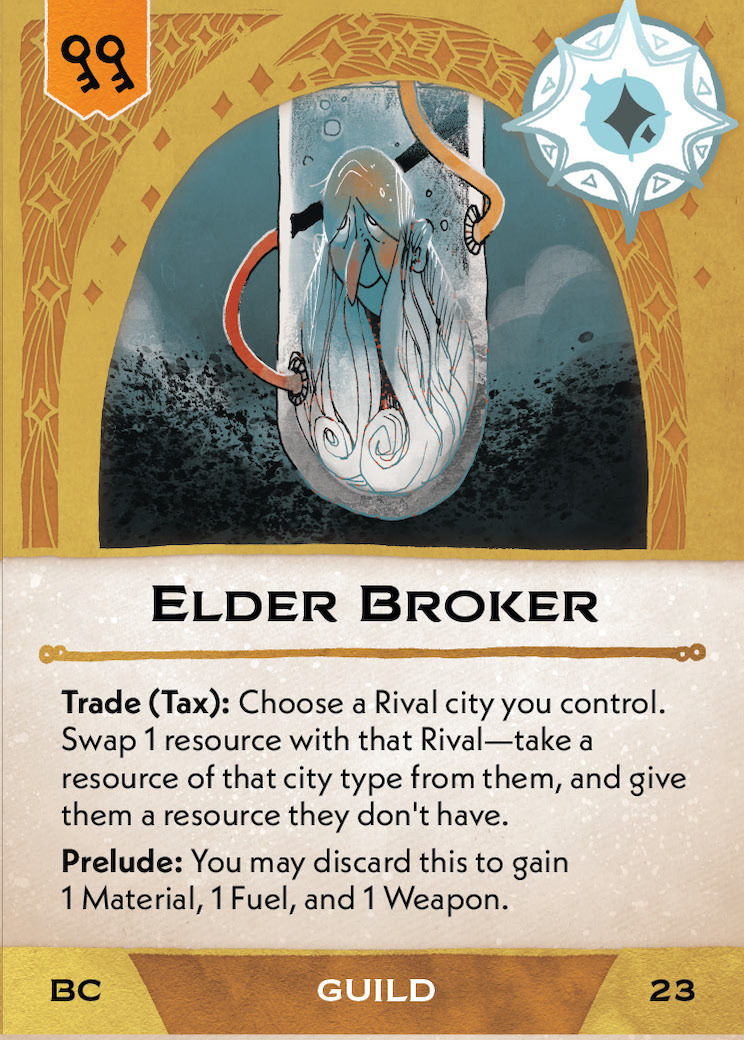 Elder Broker
Trade (Tax): Choose a Rival city you control.
Swap 1 resource with that Rival—take a
resource of that city type from them, and give
them a resource they don't have.
Prelude: You may discard this to gain
1 Material, 1 Fuel, and 1 Weapon.
BC GUILD 23